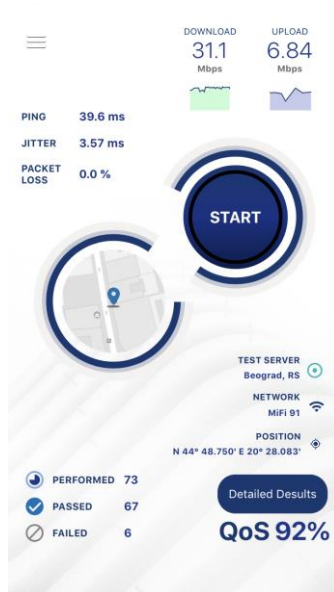 DOWNLOAD
31.1
Mbps
UPLOAD
6.84
Mbps
PING 39.6 ms
JITTER 3.57 ms
PACKET
LOSS 0.0 %
START
TEST SERVER
Beograd, RS
NETWORK
MiFi 91
POSITION
N 44° 48.750' E 20° 28.083'
PERFORMED 73
PASSED 67
FAILED 6
Detailed Desults
QoS 92%